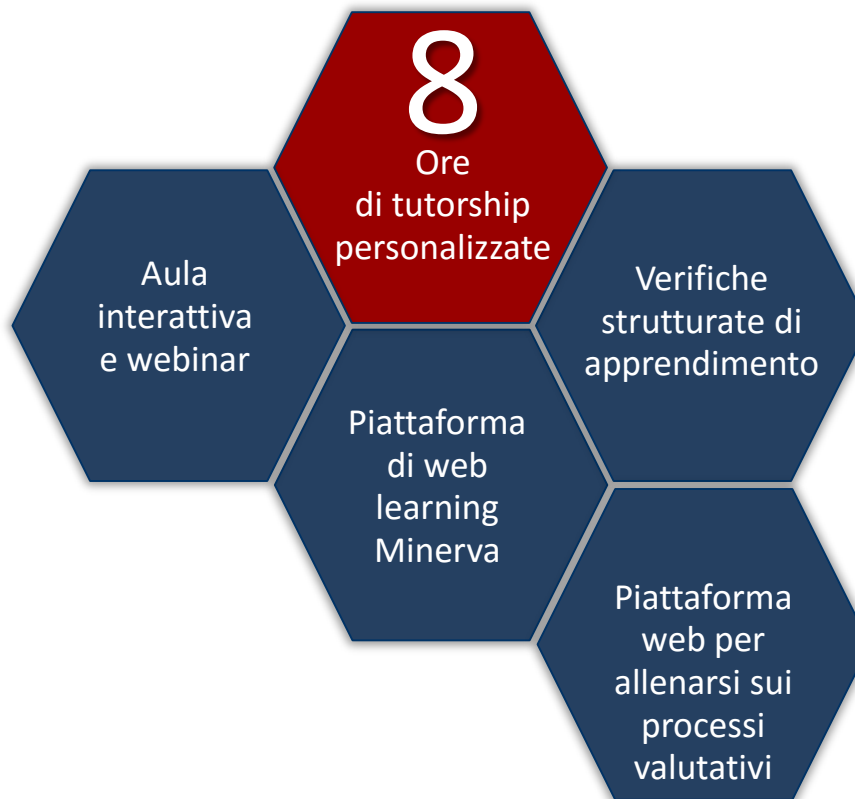 8
Ore
di tutorship
personalizzate
Aula
interattiva
e webinar
Verifiche
strutturate di
apprendimento
Piattaforma
di web
learning
Minerva
Piattaforma
web per
allenarsi sui
processi
valutativi